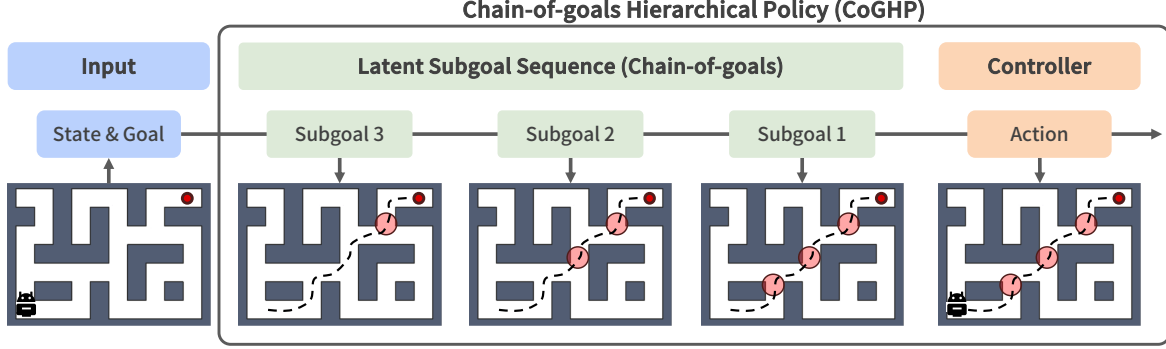 Chain-of-goals Hierarchical Policy (CoGHP)
Input
Latent Subgoal Sequence (Chain-of-goals)
Controller
State & Goal
Subgoal 3
Subgoal 2
Subgoal 1
Action